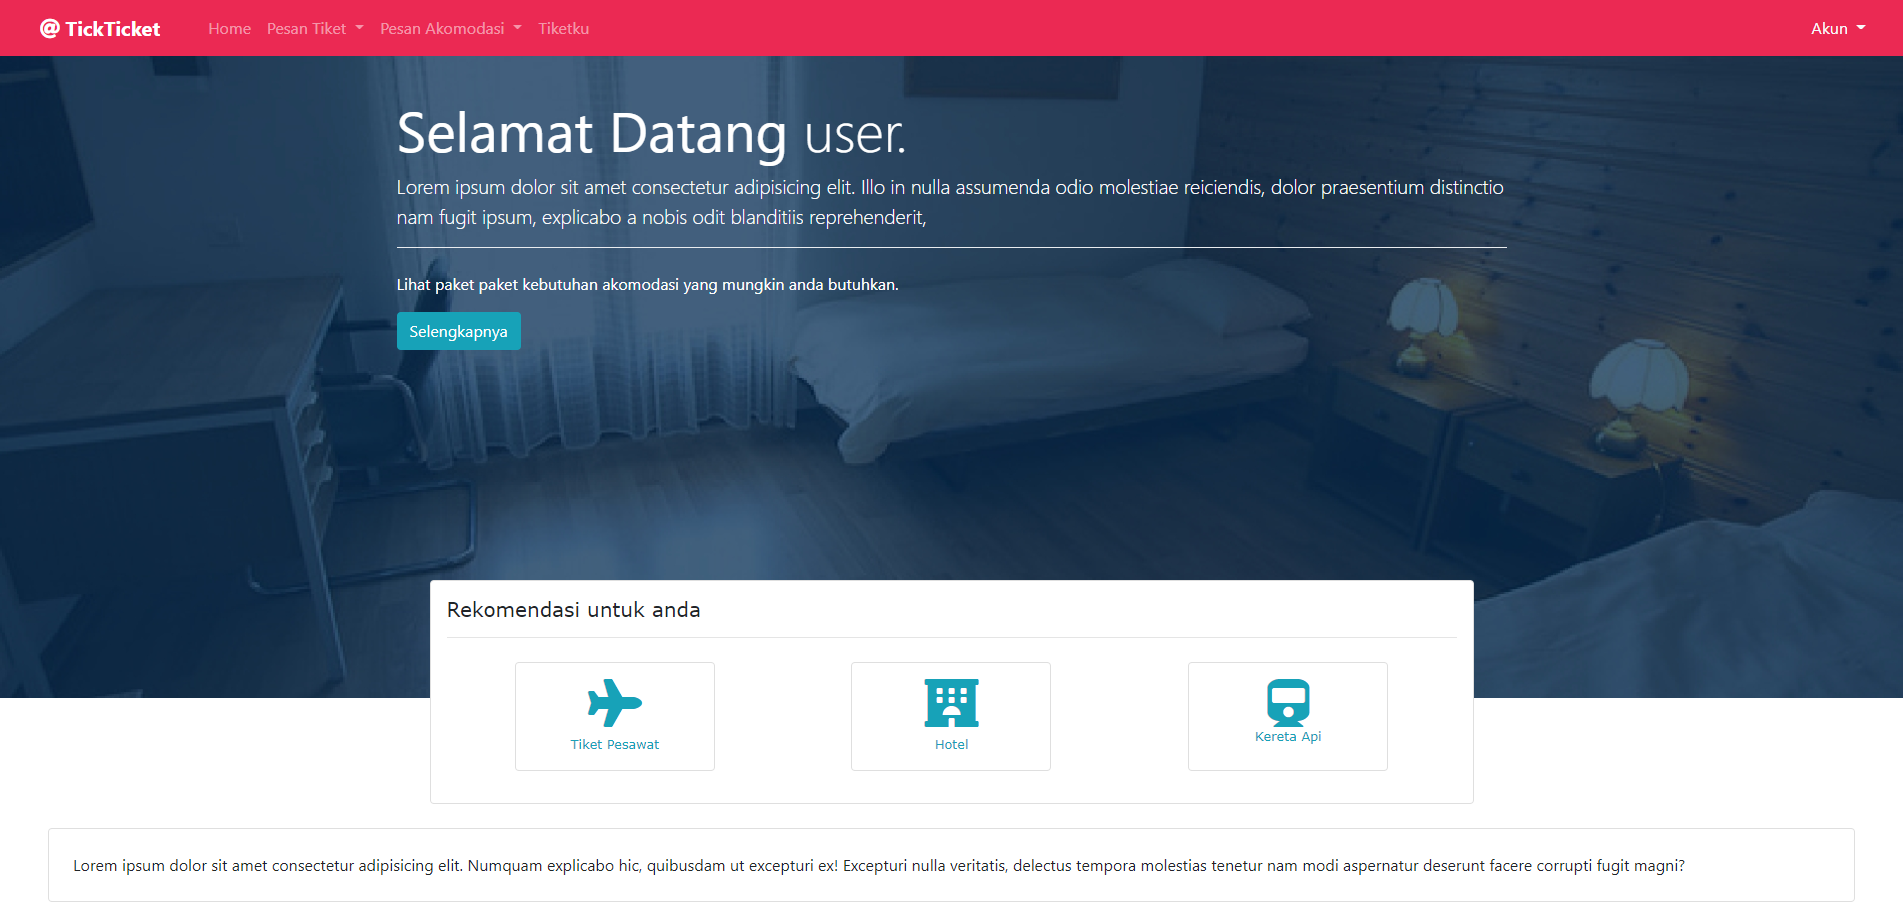 @ TickTicket Home Pesan Tiket Pesan Akomodasi Tiketku Akun
Selamat Datang user.
Lorem ipsum dolor sit amet consectetur adipisicing elit. Illo in nulla assumenda odio molestiae reiciendis, dolor praesentium distinctio
nam fugit ipsum, explicabo a nobis odit blanditiis reprehenderit,
Lihat paket paket kebutuhan akomodasi yang mungkin anda butuhkan.
Selengkapnya
Rekomendasi untuk anda
Tiket Pesawat
Hotel
Kereta Api
Lorem ipsum dolor sit amet consectetur adipisicing elit. Numquam explicabo hic, quibusdam ut excepturi ex! Excepturi nulla veritatis, delectus tempora molestias tenetur nam modi aspernatur deserunt facere corrupti fugit magni?